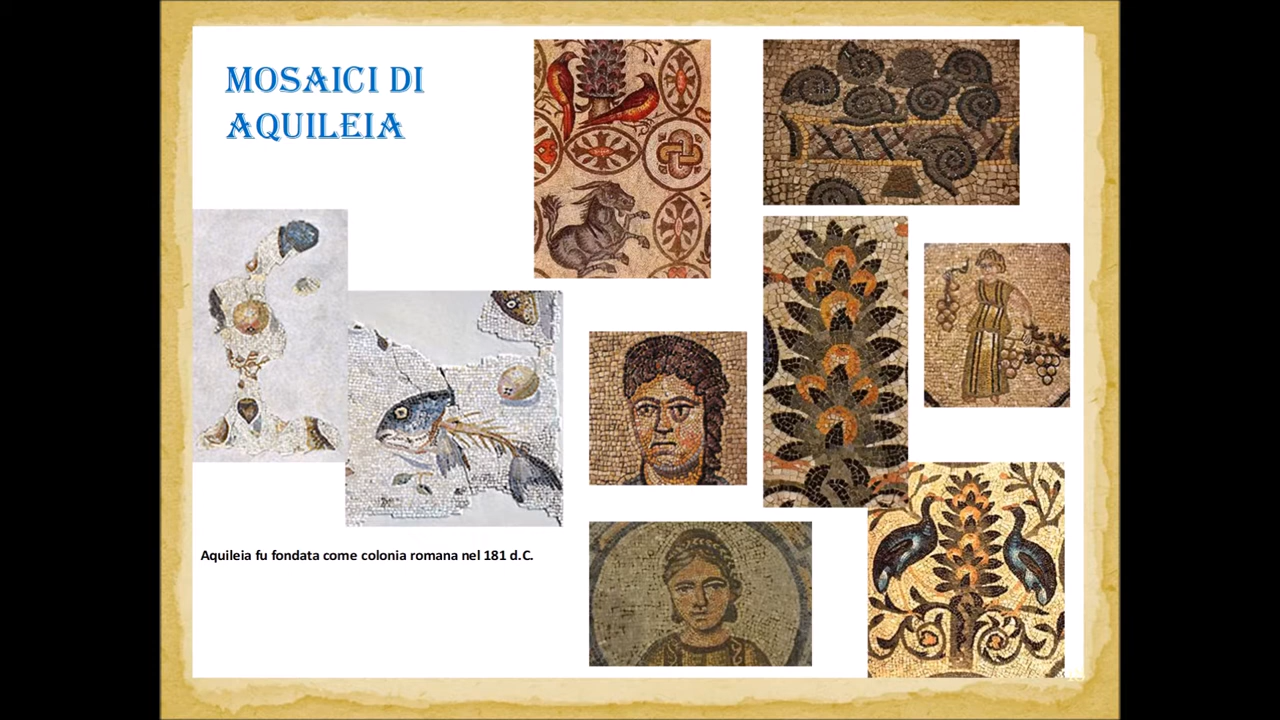 MOSAICI DI
AQUILEIA
Aquileia fu fondata come colonia romana nel 181 d.C.